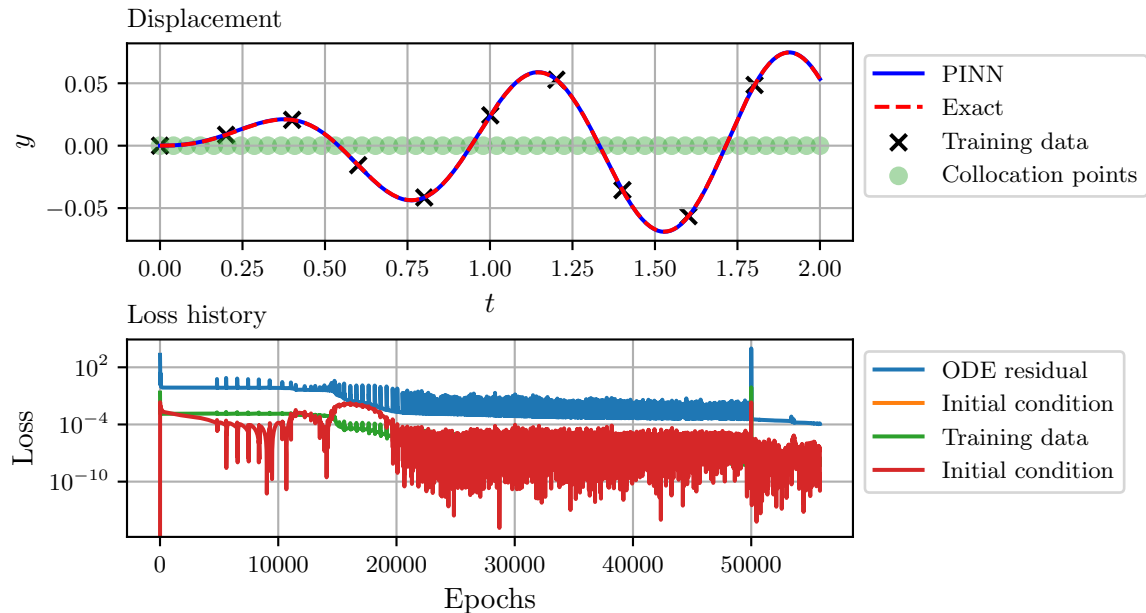 Displacement
y
0.05
0.00
−0.05
0.00 0.25 0.50 0.75 1.00 1.25 1.50 1.75 2.00
t
PINN
Exact
Training data
Collocation points
Loss history
Loss
10²
10⁻⁴
10⁻¹⁰
0 10000 20000 30000 40000 50000
Epochs
ODE residual
Initial condition
Training data
Initial condition